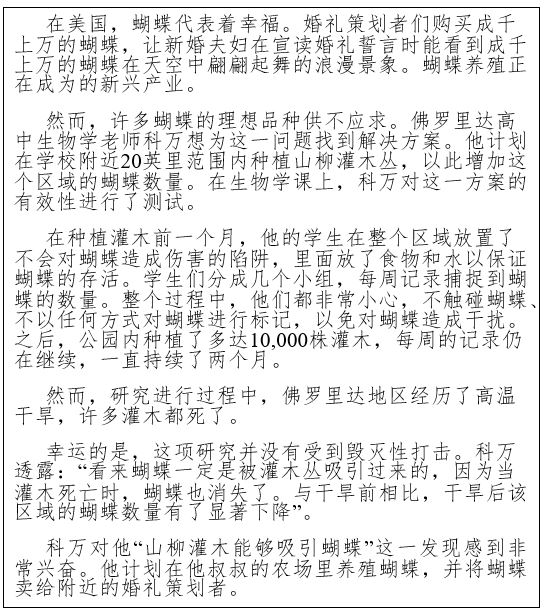 在美国，蝴蝶代表着幸福。婚礼策划者们购买成千
上万的蝴蝶，让新婚夫妇在宣读婚礼誓言时能看到成千
上万的蝴蝶在天空中翩翩起舞的浪漫景象。蝴蝶养殖正
在成为的新兴产业。
然而，许多蝴蝶的理想品种供不应求。佛罗里达高
中生物学老师科万想为这一问题找到解决方案。他计划
在学校附近20英里范围内种植山柳灌木丛，以此增加这
个区域的蝴蝶数量。在生物学课上，科万对这一方案的
有效性进行了测试。
在种植灌木前一个月，他的学生在整个区域放置了
不会对蝴蝶造成伤害的陷阱，里面放了食物和水以保证
蝴蝶的存活。学生们分成几个小组，每周记录捕捉到蝴
蝶的数量。整个过程中，他们都非常小心，不触碰蝴蝶、
不以任何方式对蝴蝶进行标记，以免对蝴蝶造成干扰。
之后，公园内种植了多达10,000株灌木，每周的记录仍
在继续，一直持续了两个月。
然而，研究进行过程中，佛罗里达地区经历了高温
干旱，许多灌木都死了。
幸运的是，这项研究并没有受到毁灭性打击。科万
透露：“看来蝴蝶一定是被灌木丛吸引过来的，因为当
灌木死亡时，蝴蝶也消失了。与干旱前相比，干旱后该
区域的蝴蝶数量有了显著下降”。
科万对他“山柳灌木能够吸引蝴蝶”这一发现感到非
常兴奋。他计划在他叔叔的农场里养殖蝴蝶，并将蝴蝶
卖给附近的婚礼策划者。